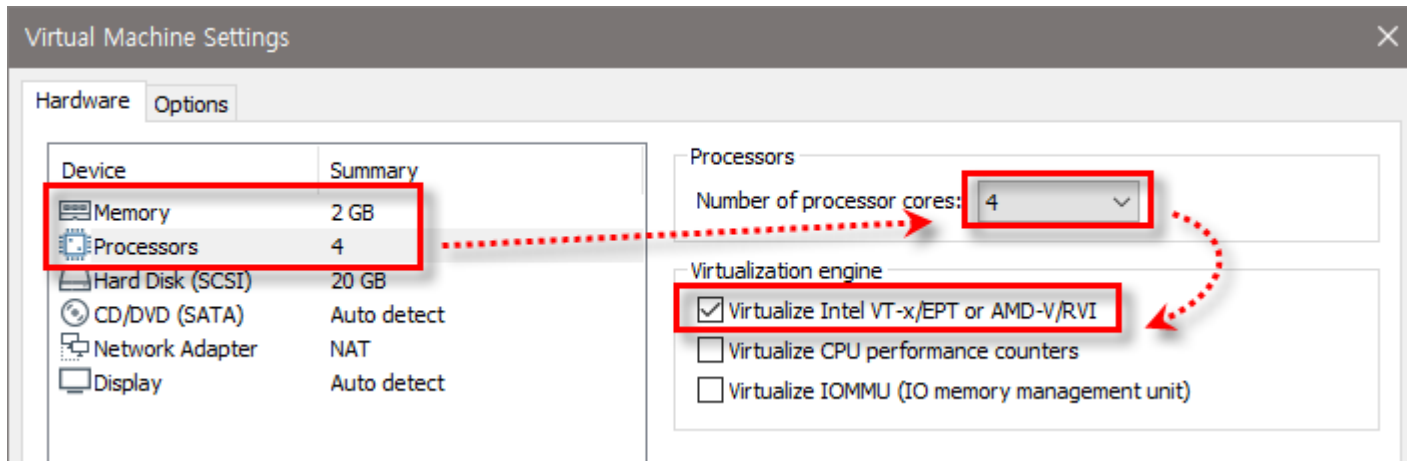 Virtual Machine Settings
Hardware Options
Device Summary
Memory 2 GB
Processors 4
Hard Disk (SCSI) 20 GB
CD/DVD (SATA) Auto detect
Network Adapter NAT
Display Auto detect
Processors
Number of processor cores: 4
Virtualization engine
Virtualize Intel VT-x/EPT or AMD-V/RVI
Virtualize CPU performance counters
Virtualize IOMMU (IO memory management unit)